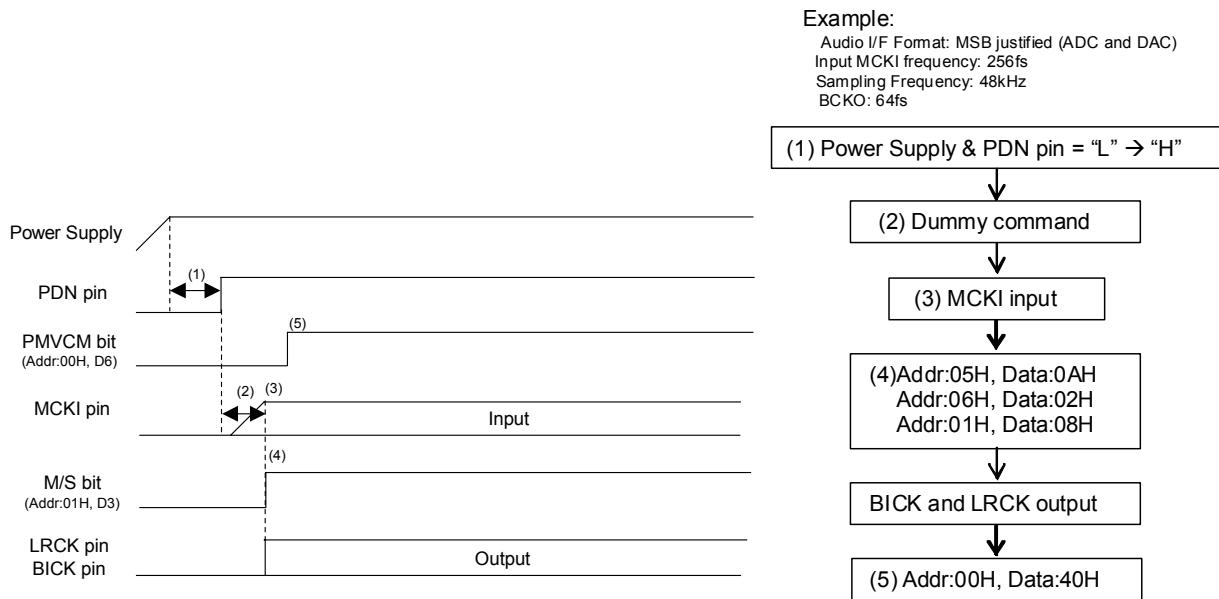 Example:
Audio I/F Format: MSB justified (ADC and DAC)
Input MCKI frequency: 256fs
Sampling Frequency: 48kHz
BCKO: 64fs
(1) Power Supply & PDN pin = “L” → “H”
(2) Dummy command
(3) MCKI input
(4)Addr:05H, Data:0AH
Addr:06H, Data:02H
Addr:01H, Data:08H
BICK and LRCK output
(5) Addr:00H, Data:40H
Power Supply
(1)
PDN pin
(5)
PMVCM bit
(Addr:00H, D6)
(2)
(3)
MCKI pin
Input
(4)
M/S bit
(Addr:01H, D3)
LRCK pin
BICK pin
Output